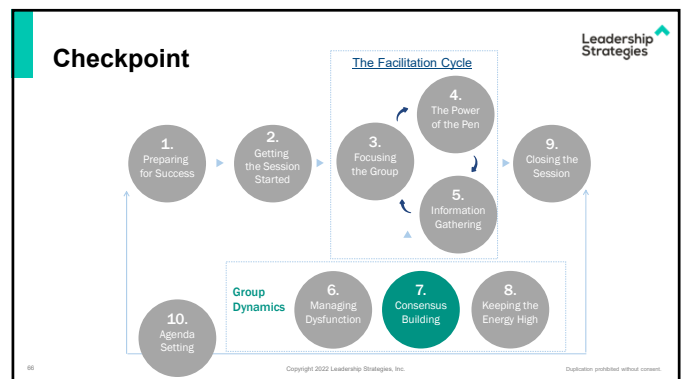 Checkpoint
Leadership
Strategies
The Facilitation Cycle
1.
Preparing
for Success
2.
Getting
the Session
Started
3.
Focusing
the Group
4.
The Power
of the Pen
5.
Information
Gathering
9.
Closing the
Session
Group
Dynamics
6.
Managing
Dysfunction
7.
Consensus
Building
8.
Keeping the
Energy High
10.
Agenda
Setting
66
Copyright 2022 Leadership Strategies, Inc.
Duplication prohibited without consent.